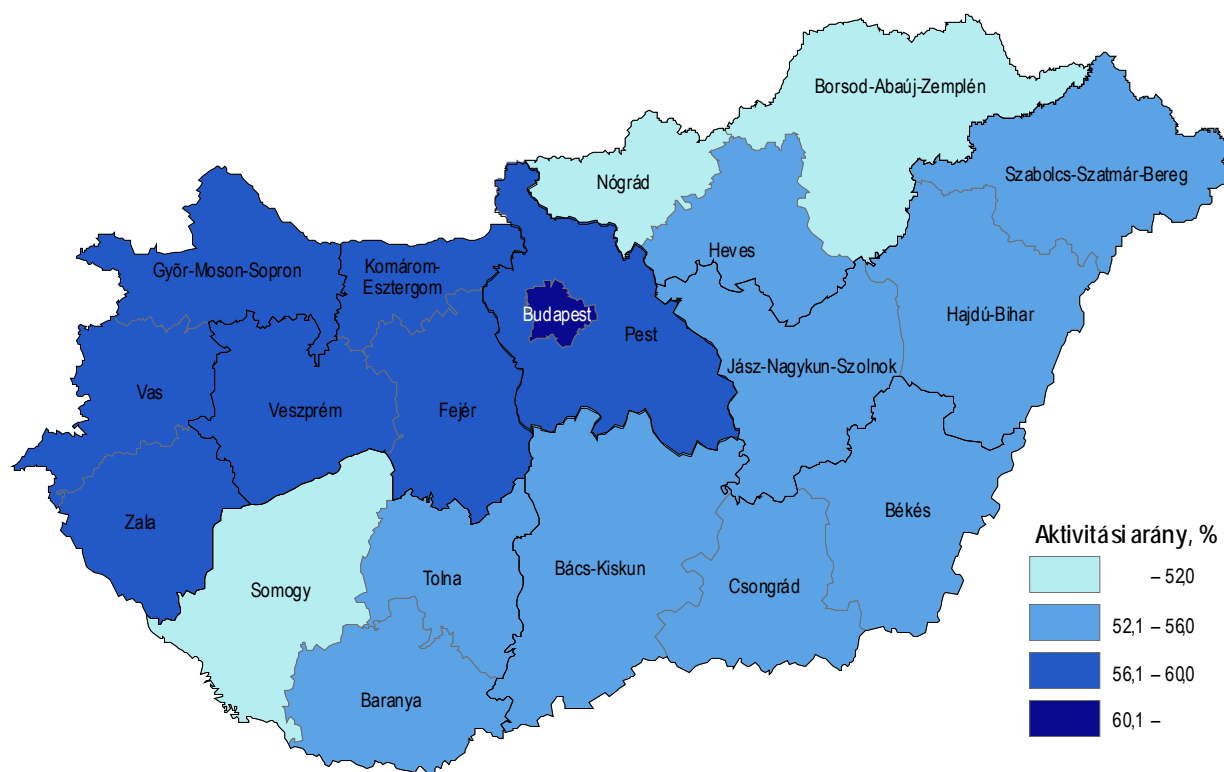 Borsod-Abaúj-Zemplén
Szabolcs-Szatmár-Bereg
Nógrád
Heves
Győr-Moson-Sopron
Komárom-
Esztergom
Budapest
Pest
Hajdú-Bihar
Jász-Nagykun-Szolnok
Vas
Veszprém
Fejér
Zala
Somogy
Tolna
Bács-Kiskun
Csongrád
Békés
Baranya
Aktivitási arány, %
– 52,0
52,1 – 56,0
56,1 – 60,0
60,1 –